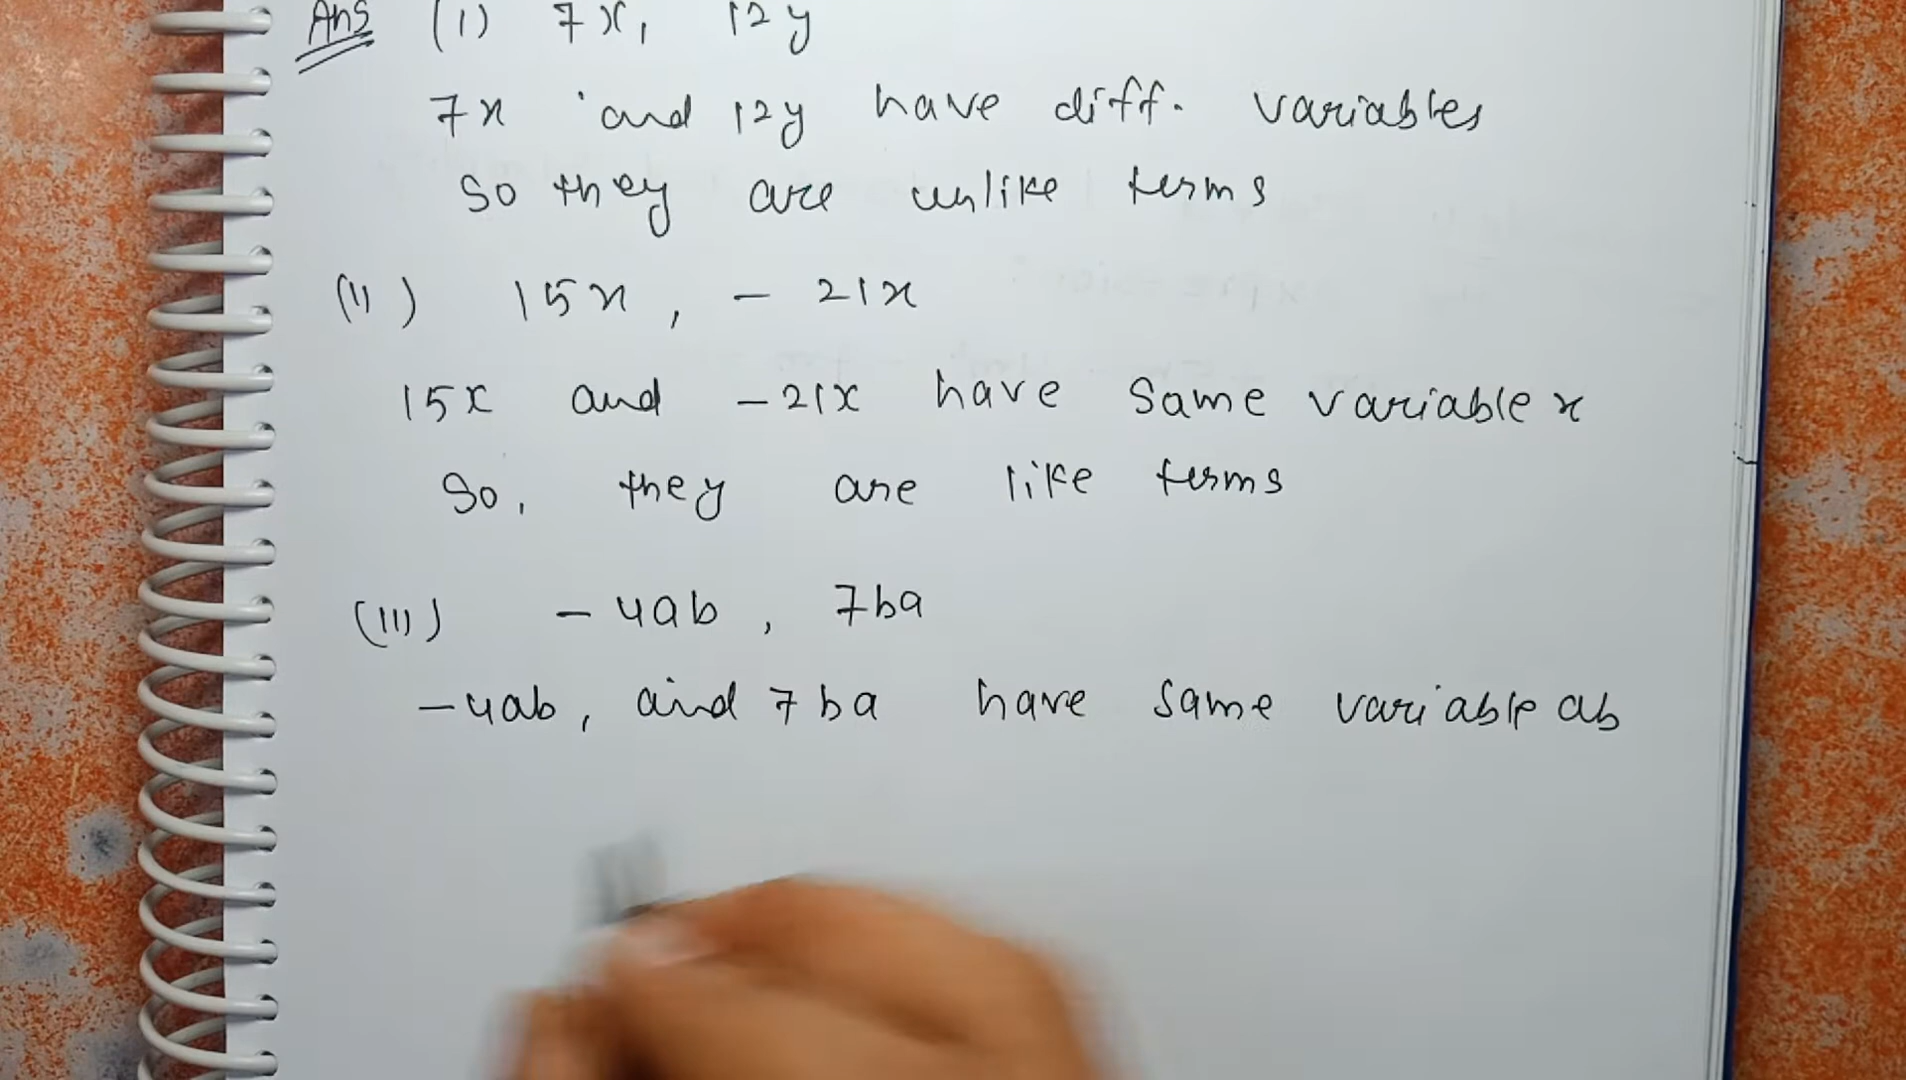 Ans (i) 7x, 12y
7x and 12y have diff. variables
so they are unlike terms
(ii) 15x, - 21x
15x and -21x have same variable x
So, they are like terms
(iii) - 4ab, 7ba
-4ab, and 7ba have same variable ab